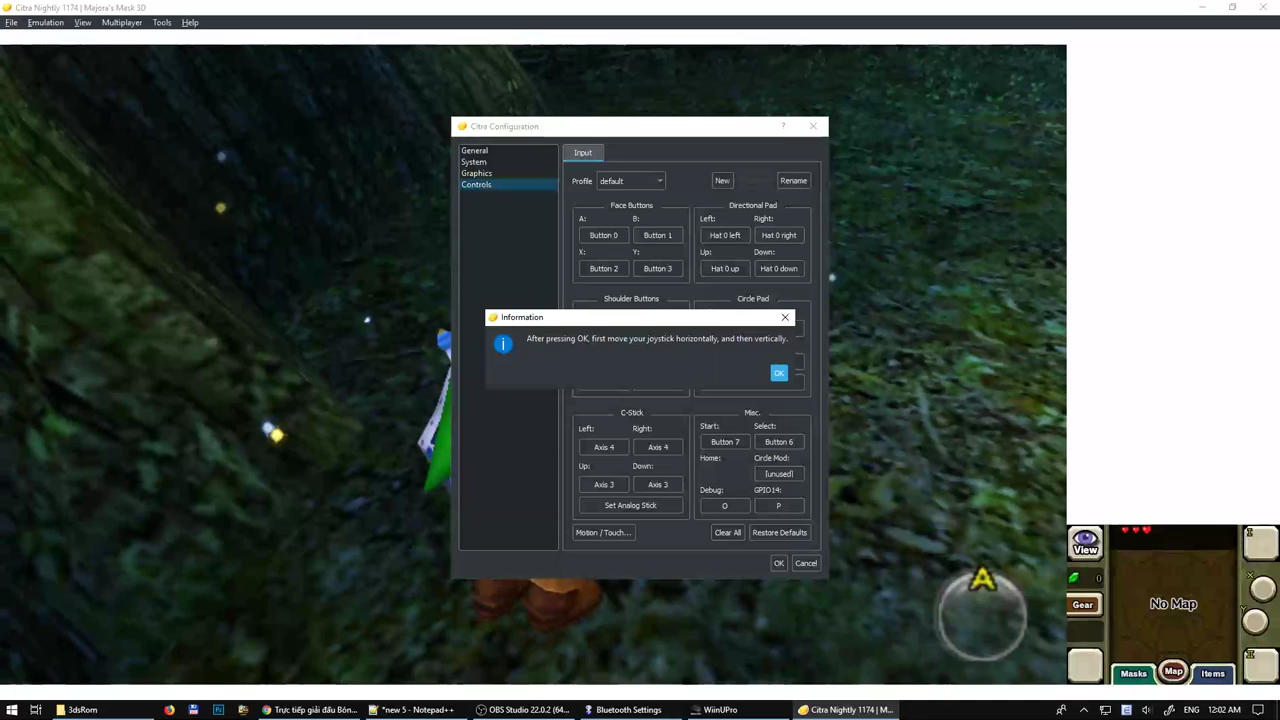 Citra Nightly 1174 | Majora's Mask 3D
File Emulation View Multiplayer Tools Help
Citra Configuration
?
General
System
Graphics
Controls
Input
Profile default New Rename
Face Buttons
A: B:
Button 0 Button 1
X: Y:
Button 2 Button 3
Directional Pad
Left: Right:
Hat 0 left Hat 0 right
Up: Down:
Hat 0 up Hat 0 down
Shoulder Buttons
Circle Pad
Information
After pressing OK, first move your joystick horizontally, and then vertically.
OK
C-Stick
Left: Right:
Axis 4 Axis 4
Up: Down:
Axis 3 Axis 3
Set Analog Stick
Misc.
Start: Select:
Button 7 Button 6
Home: Circle Mod:
[unused]
Debug: GPIO14:
O P
Motion / Touch... Clear All Restore Defaults
OK Cancel
A
View
0
Gear
No Map
I
X
Y
II
Masks Map Items
3dsRom
Trực tiếp giải đấu Bón...
*new 5 - Notepad++
OBS Studio 22.0.2 (64...
Bluetooth Settings
WiinUPro
Citra Nightly 1174 | M...
ENG 12:02 AM